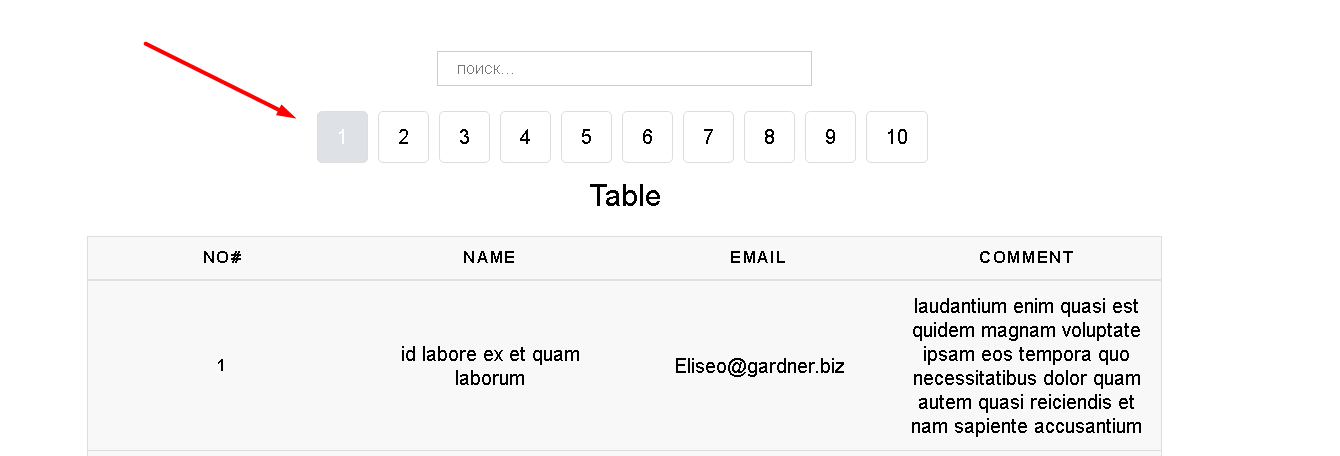 поиск...
1 2 3 4 5 6 7 8 9 10
Table
NO# NAME EMAIL COMMENT
1
id labore ex et quam
laborum
Eliseo@gardner.biz
laudantium enim quasi est
quidem magnam voluptate
ipsam eos tempora quo
necessitatibus dolor quam
autem quasi reiciendis et
nam sapiente accusantium